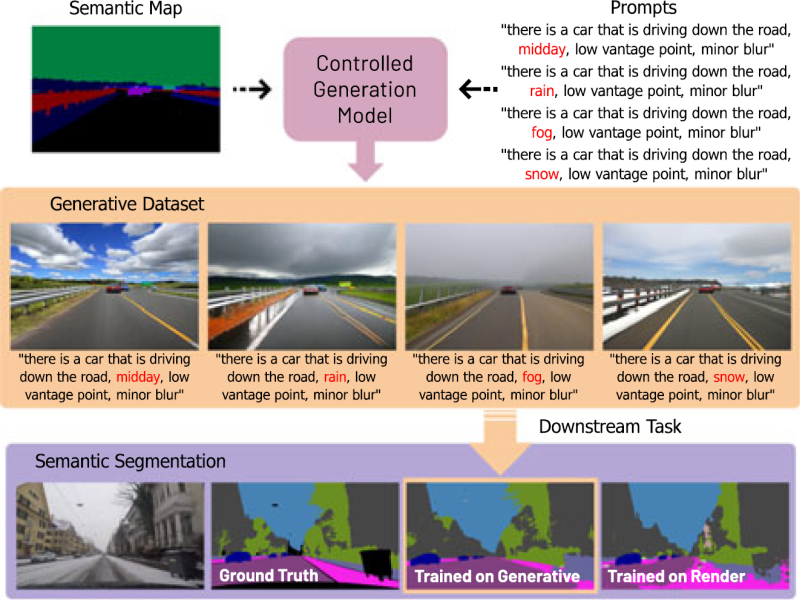 Semantic Map
Controlled
Generation
Model
Prompts
"there is a car that is driving down the road,
midday, low vantage point, minor blur"
"there is a car that is driving down the road,
rain, low vantage point, minor blur"
"there is a car that is driving down the road,
fog, low vantage point, minor blur"
"there is a car that is driving down the road,
snow, low vantage point, minor blur"
Generative Dataset
"there is a car that is driving
down the road, midday, low
vantage point, minor blur"
"there is a car that is driving
down the road, rain, low
vantage point, minor blur"
"there is a car that is driving
down the road, fog, low
vantage point, minor blur"
"there is a car that is driving
down the road, snow, low
vantage point, minor blur"
Downstream Task
Semantic Segmentation
Ground Truth
Trained on Generative
Trained on Render